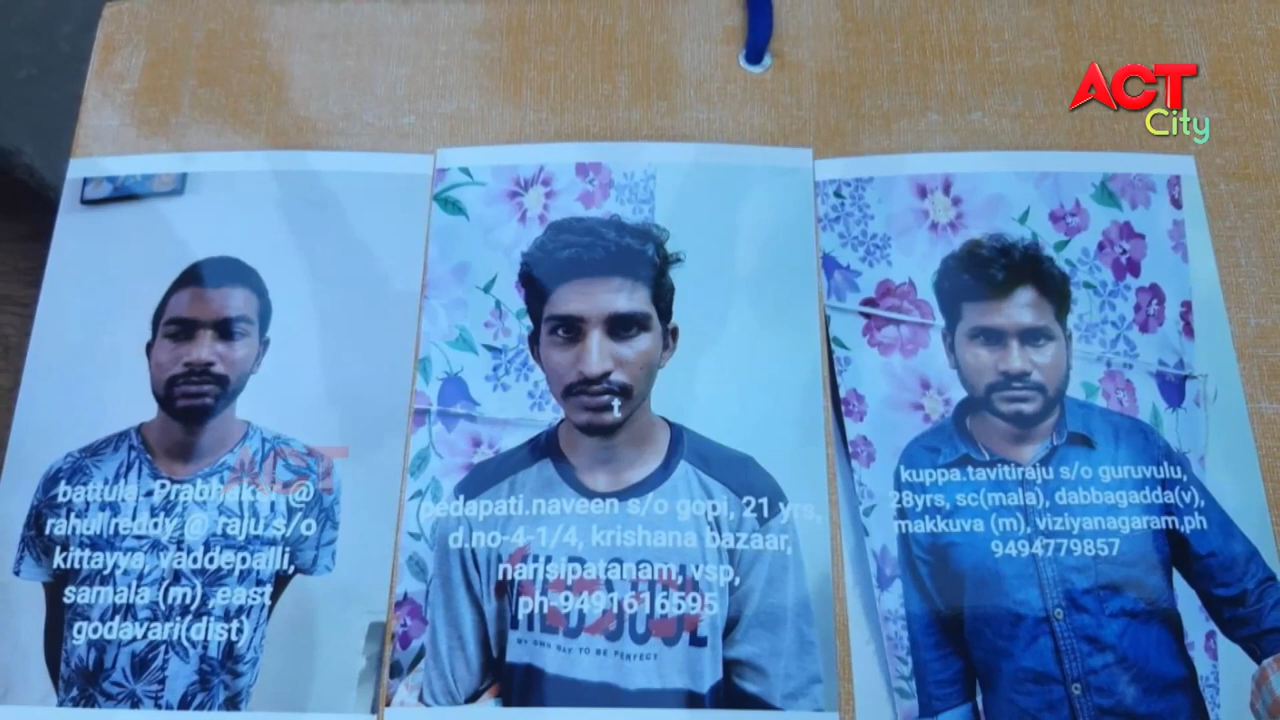 ACT
City
ACT
battula. Prabhakar @
rahul reddy @ raju s/o
kittayya, vaddepalli,
samala (m) ,east
godavari(dist)
t
pedapati.naveen s/o gopi, 21 yrs,
d.no-4-1/4, krishana bazaar,
narisipatanam, vsp,
ph-9491616595
MY OWN WAY TO BE PERFECT
kuppa.tavitiraju s/o guruvulu,
28yrs, sc(mala), dabbagadda(v),
makkuva (m), viziyanagaram,ph
9494779857